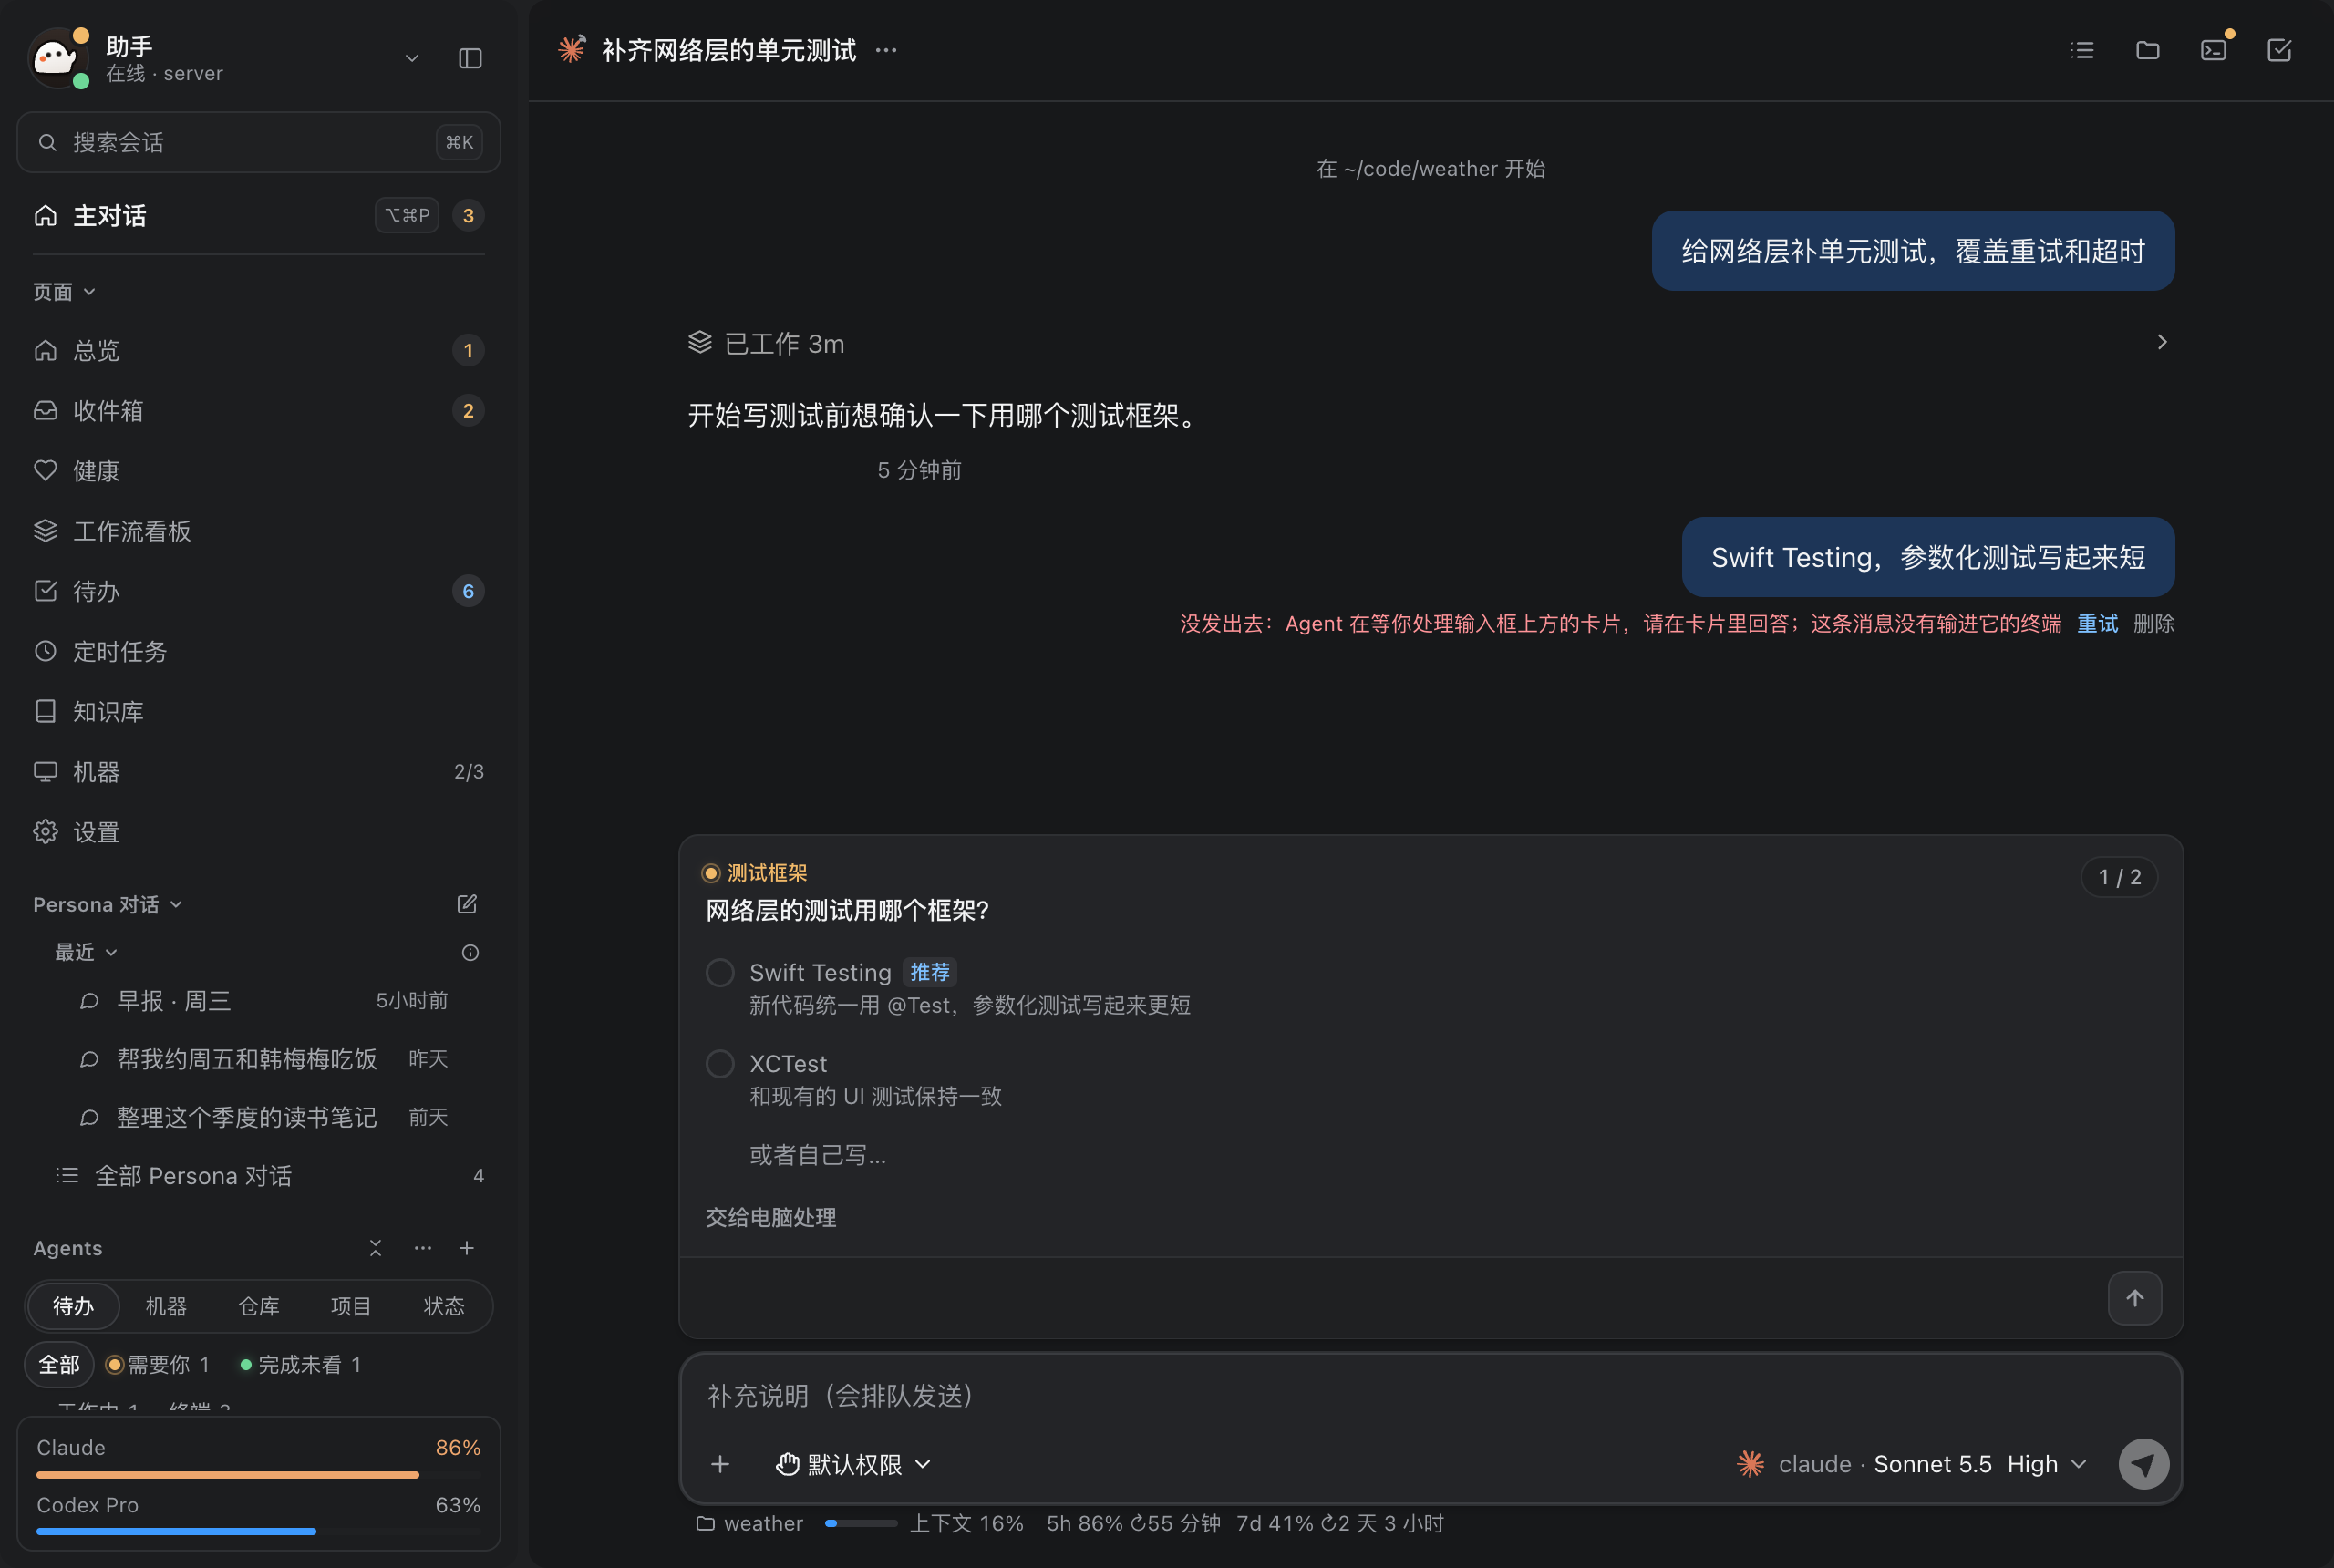 助手
在线 · server
搜索会话 ⌘K
主对话 ⌥⌘P 3
页面
总览 1
收件箱 2
健康
工作流看板
待办 6
定时任务
知识库
机器 2/3
设置
Persona 对话
最近
早报 · 周三 5小时前
帮我约周五和韩梅梅吃饭 昨天
整理这个季度的读书笔记 前天
全部 Persona 对话 4
Agents
待办 机器 仓库 项目 状态
全部 需要你 1 完成未看 1
工作中 1 终端 2
Claude 86%
Codex Pro 63%
补齐网络层的单元测试
在 ~/code/weather 开始
给网络层补单元测试，覆盖重试和超时
已工作 3m
开始写测试前想确认一下用哪个测试框架。
5 分钟前
Swift Testing，参数化测试写起来短
没发出去：Agent 在等你处理输入框上方的卡片，请在卡片里回答；这条消息没有输进它的终端 重试 删除
测试框架
1 / 2
网络层的测试用哪个框架？
Swift Testing 推荐
新代码统一用 @Test，参数化测试写起来更短
XCTest
和现有的 UI 测试保持一致
或者自己写...
交给电脑处理
补充说明（会排队发送）
默认权限
claude · Sonnet 5.5 High
weather 上下文 16% 5h 86% ↻55 分钟 7d 41% ↻2 天 3 小时